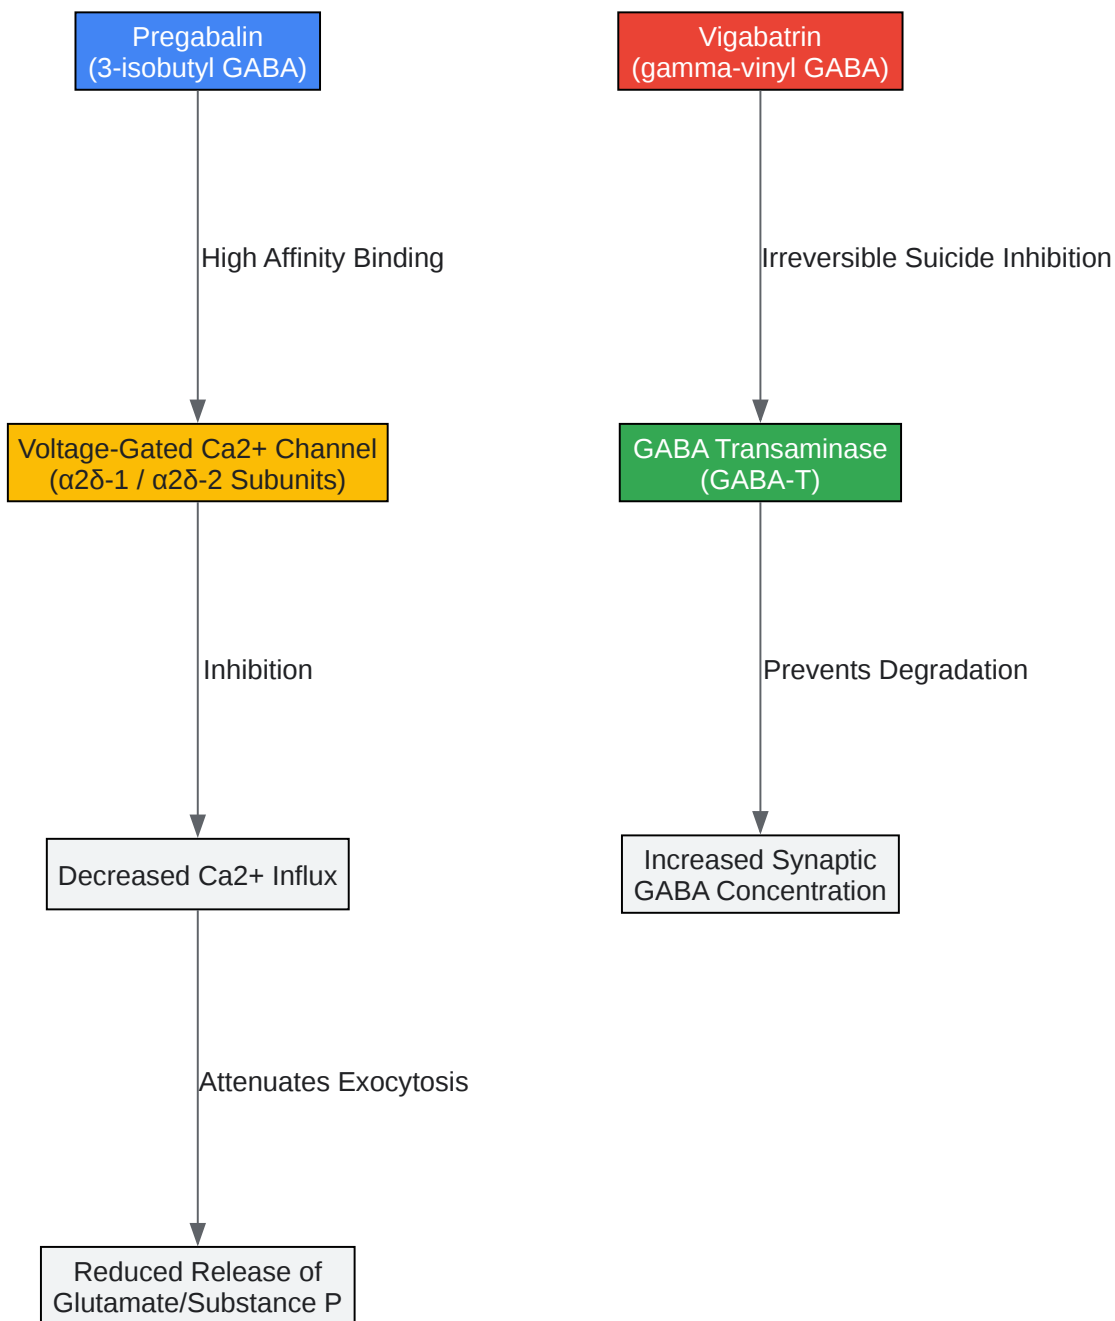 Pregabalin
(3-isobutyl GABA)
High Affinity Binding
Voltage-Gated Ca2+ Channel
(α2δ-1 / α2δ-2 Subunits)
Inhibition
Decreased Ca2+ Influx
Attenuates Exocytosis
Reduced Release of
Glutamate/Substance P
Vigabatrin
(gamma-vinyl GABA)
Irreversible Suicide Inhibition
GABA Transaminase
(GABA-T)
Prevents Degradation
Increased Synaptic
GABA Concentration